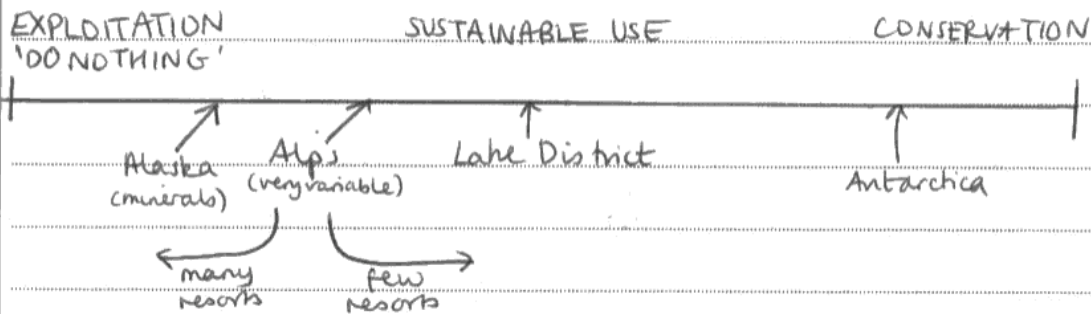 EXPLOITATION SUSTAINABLE USE CONSERVATION
'DO NOTHING'
Alaska Alps Lake District
(minerals) (very variable) Antarctica
many few
resorts resorts